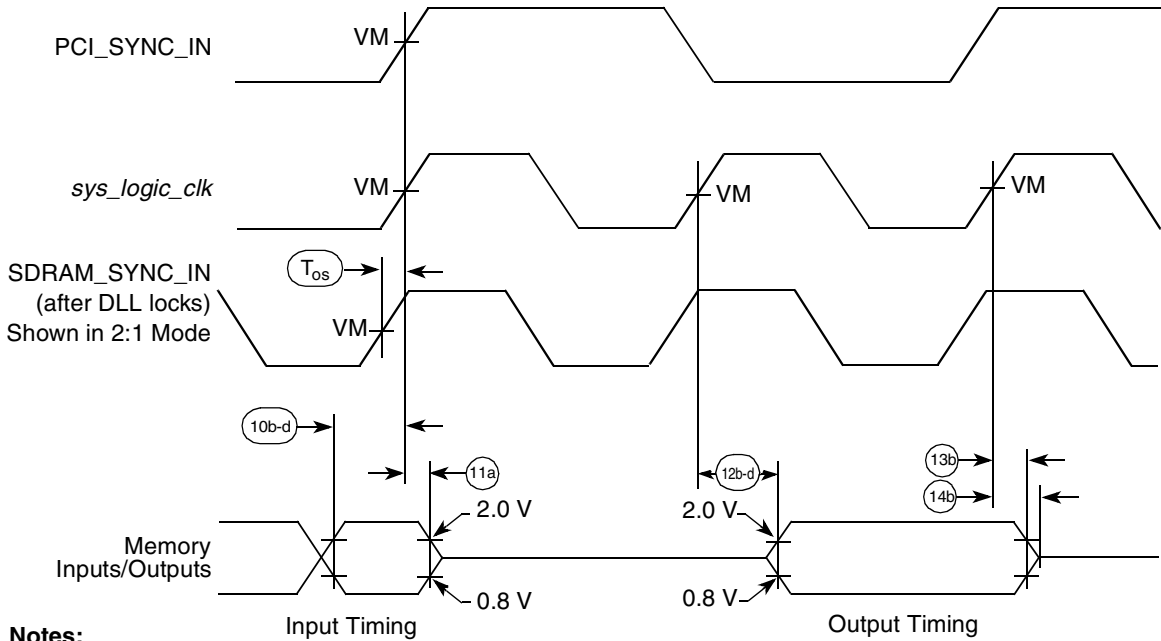 PCI_SYNC_IN
VM
sys_logic_clk
VM
VM
VM
SDRAM_SYNC_IN
(after DLL locks)
Shown in 2:1 Mode
Tos
VM
10b-d
11a
12b-d
13b
14b
2.0 V
2.0 V
Memory
Inputs/Outputs
0.8 V
0.8 V
Input Timing
Output Timing
Notes: